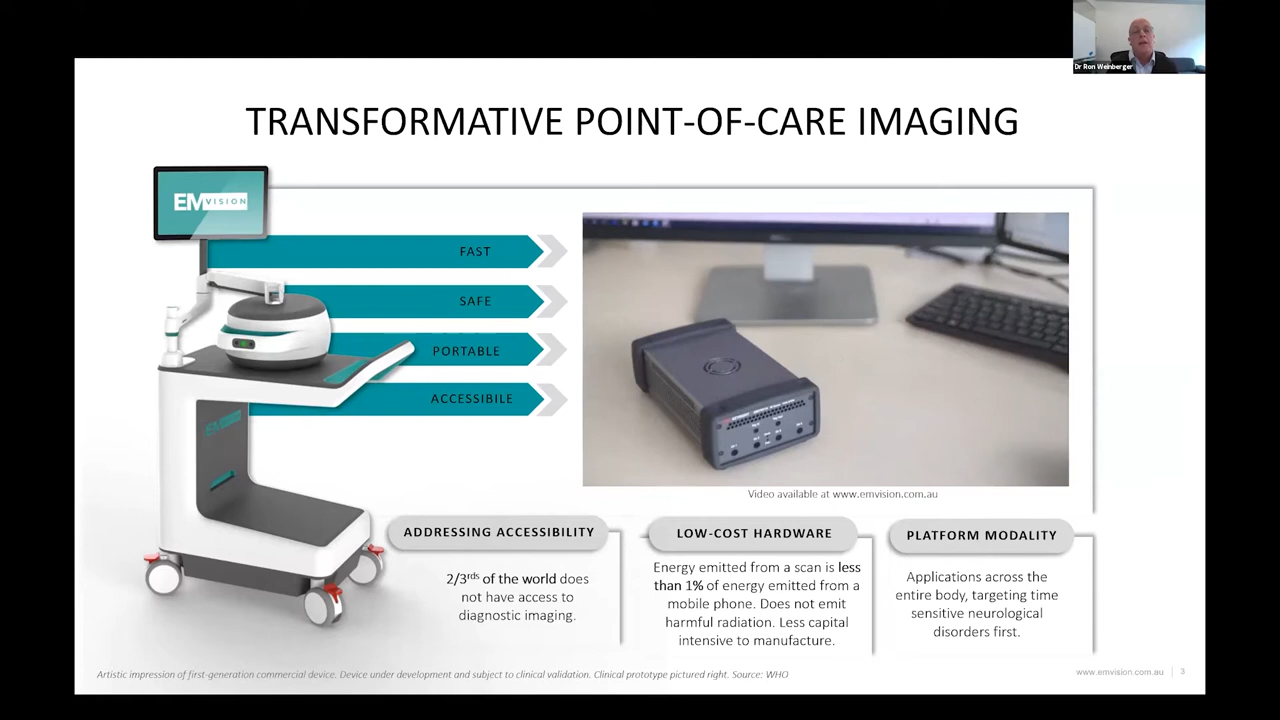 Dr Ron Weinberger
TRANSFORMATIVE POINT-OF-CARE IMAGING
EMVISION
FAST
SAFE
PORTABLE
ACCESSIBILE
EMVISION
Video available at www.emvision.com.au
ADDRESSING ACCESSIBILITY
2/3rds of the world does
not have access to
diagnostic imaging.
LOW-COST HARDWARE
Energy emitted from a scan is less
than 1% of energy emitted from a
mobile phone. Does not emit
harmful radiation. Less capital
intensive to manufacture.
PLATFORM MODALITY
Applications across the
entire body, targeting time
sensitive neurological
disorders first.
Artistic impression of first-generation commercial device. Device under development and subject to clinical validation. Clinical prototype pictured right. Source: WHO
www.emvision.com.au | 3